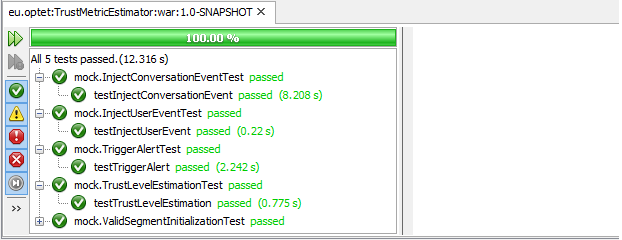 eu.optet:TrustMetricEstimator:war:1.0-SNAPSHOT
100.00 %
All 5 tests passed.(12.316 s)
mock.InjectConversationEventTest passed
testInjectConversationEvent passed (8.208 s)
mock.InjectUserEventTest passed
testInjectUserEvent passed (0.22 s)
mock.TriggerAlertTest passed
testTriggerAlert passed (2.242 s)
mock.TrustLevelEstimationTest passed
testTrustLevelEstimation passed (0.775 s)
mock.ValidSegmentInitializationTest passed